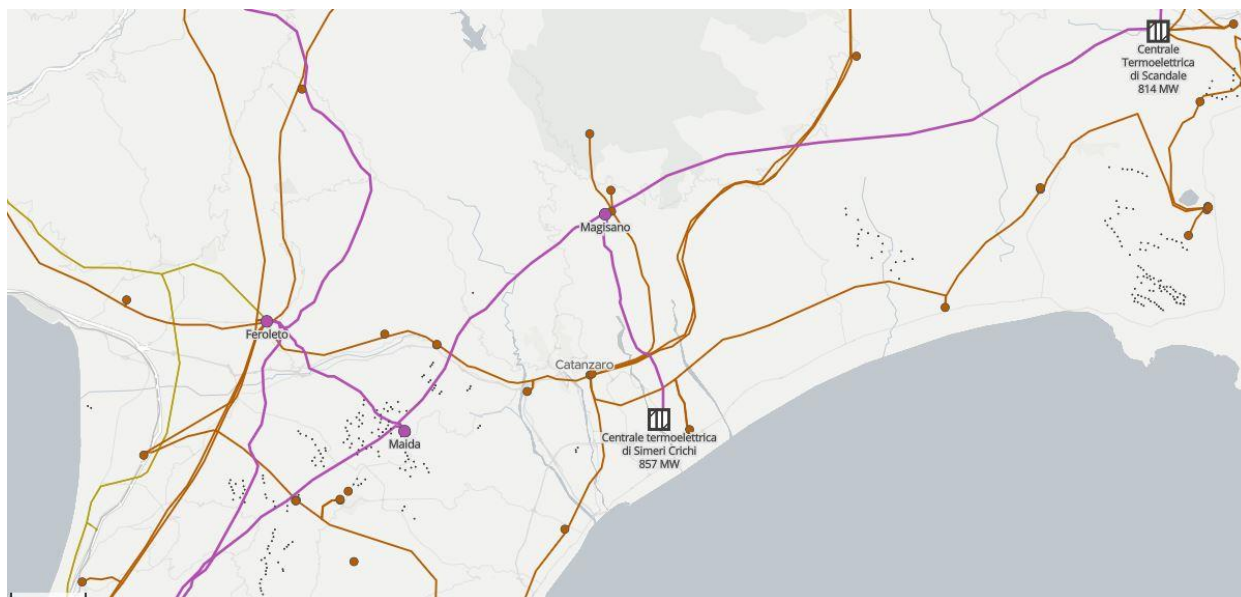 Centrale
Termoelettrica
di Scandale
814 MW
Magisano
Feroleto
Catanzaro
Maida
Centrale termoelettrica
di Simeri Crichi
857 MW